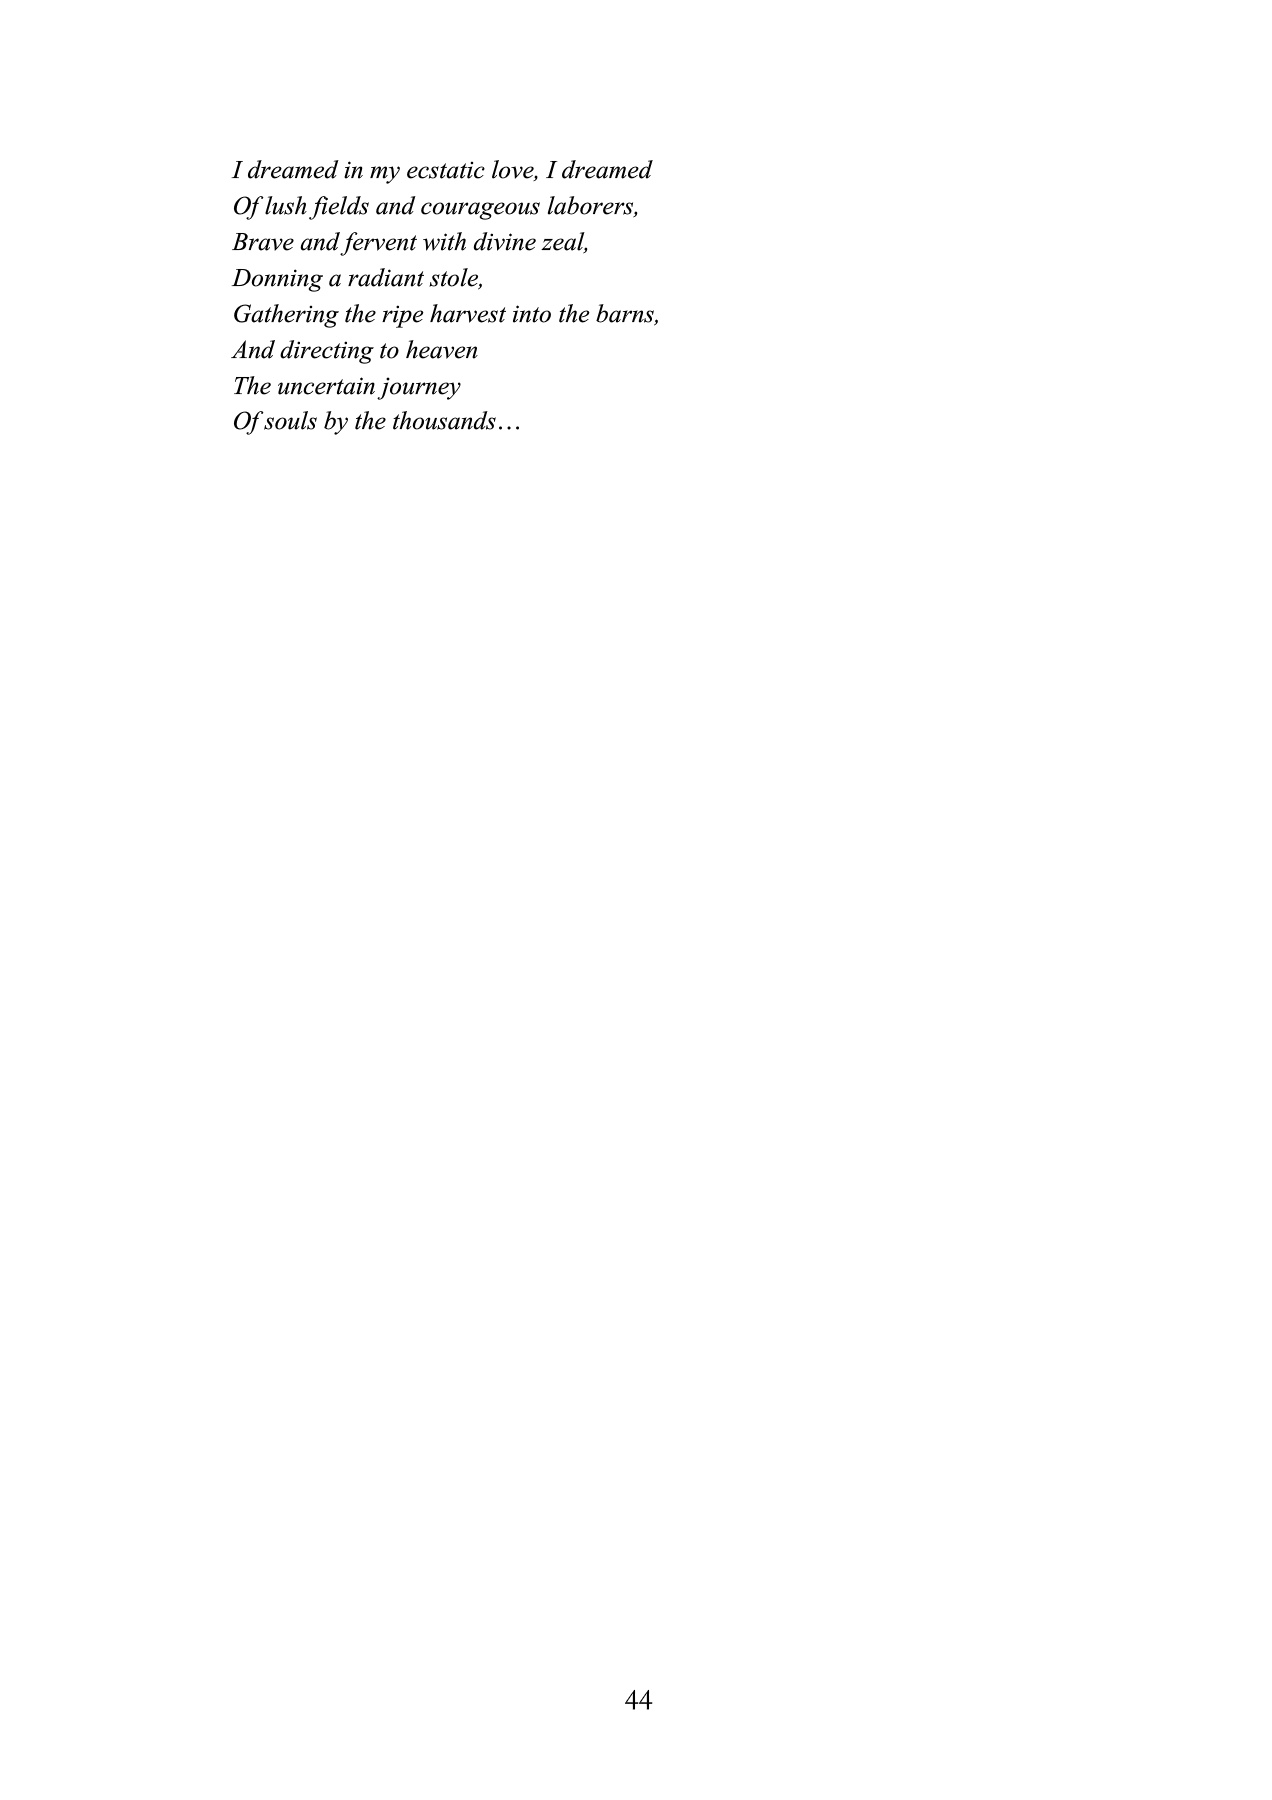 I dreamed in my ecstatic love, I dreamed
Of lush fields and courageous laborers,
Brave and fervent with divine zeal,
Donning a radiant stole,
Gathering the ripe harvest into the barns,
And directing to heaven
The uncertain journey
Of souls by the thousands…
44